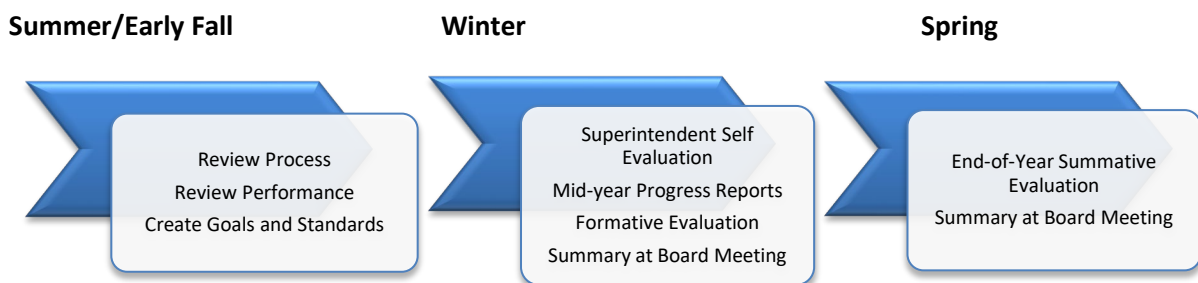 Summer/Early Fall
Winter
Spring
Review Process
Review Performance
Create Goals and Standards
Superintendent Self
Evaluation
Mid-year Progress Reports
Formative Evaluation
Summary at Board Meeting
End-of-Year Summative
Evaluation
Summary at Board Meeting